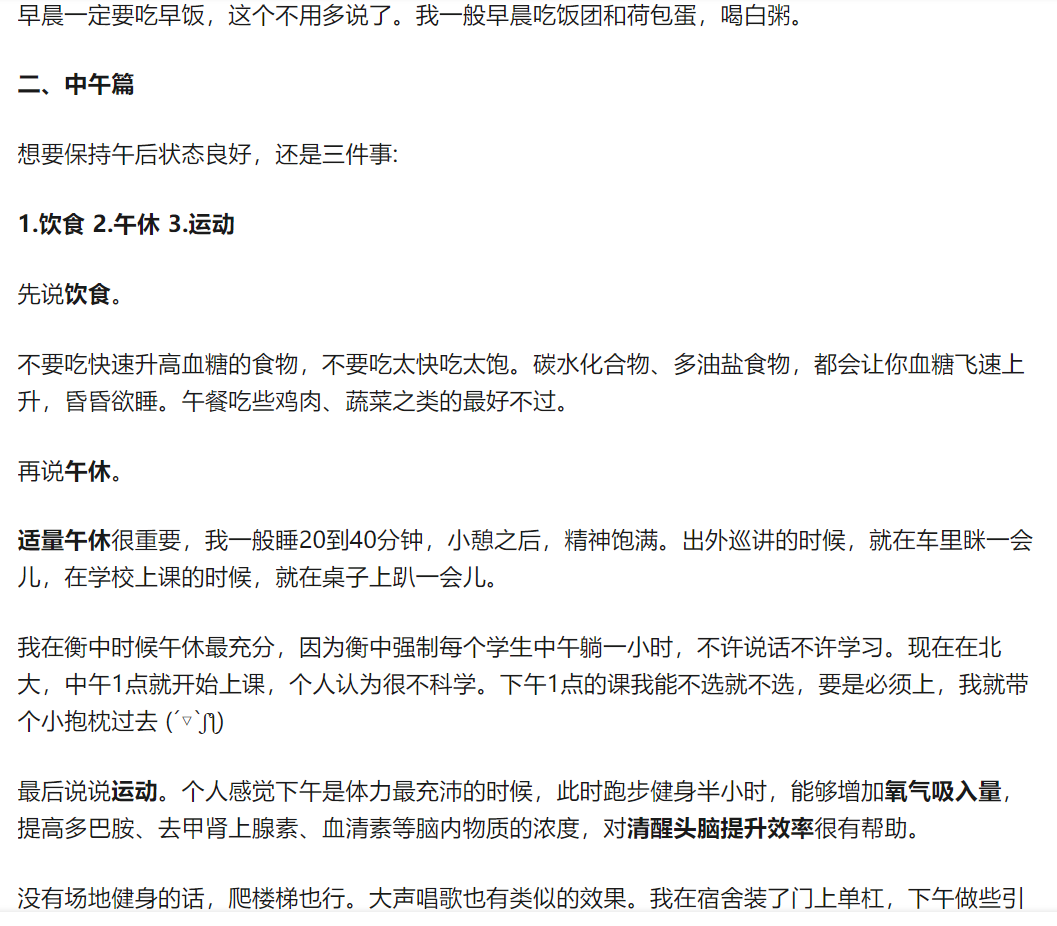 早晨一定要吃早饭，这个不用多说了。我一般早晨吃饭团和荷包蛋，喝白粥。
二、中午篇
想要保持午后状态良好，还是三件事:
1.饮食 2.午休 3.运动
先说饮食。
不要吃快速升高血糖的食物，不要吃太快吃太饱。碳水化合物、多油盐食物，都会让你血糖飞速上
升，昏昏欲睡。午餐吃些鸡肉、蔬菜之类的最好不过。
再说午休。
适量午休很重要，我一般睡20到40分钟，小憩之后，精神饱满。出外巡讲的时候，就在车里眯一会
儿，在学校上课的时候，就在桌子上趴一会儿。
我在衡中时候午休最充分，因为衡中强制每个学生中午躺一小时，不许说话不许学习。现在在北
大，中午1点就开始上课，个人认为很不科学。下午1点的课我能不选就不选，要是必须上，我就带
个小抱枕过去 (´▿`ʃƪ)
最后说说运动。个人感觉下午是体力最充沛的时候，此时跑步健身半小时，能够增加氧气吸入量，
提高多巴胺、去甲肾上腺素、血清素等脑内物质的浓度，对清醒头脑提升效率很有帮助。
没有场地健身的话，爬楼梯也行。大声唱歌也有类似的效果。我在宿舍装了门上单杠，下午做些引